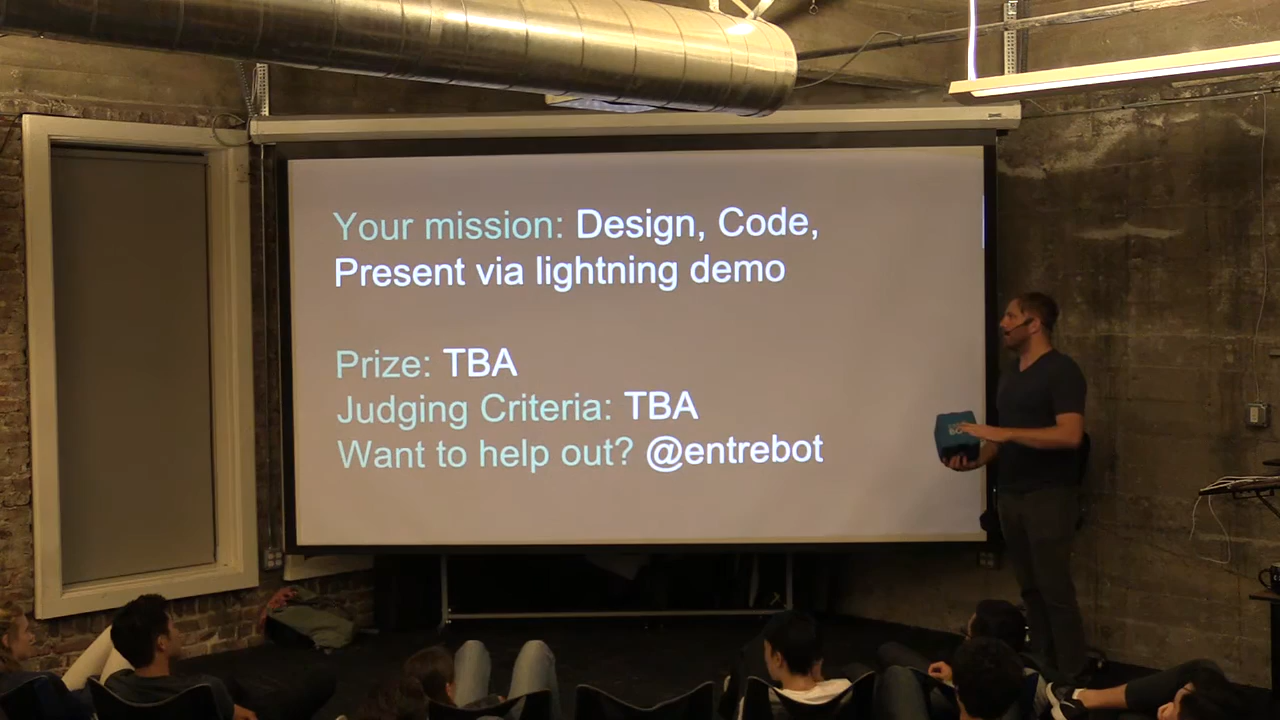 Your mission: Design, Code,
Present via lightning demo
Prize: TBA
Judging Criteria: TBA
Want to help out? @entrebot